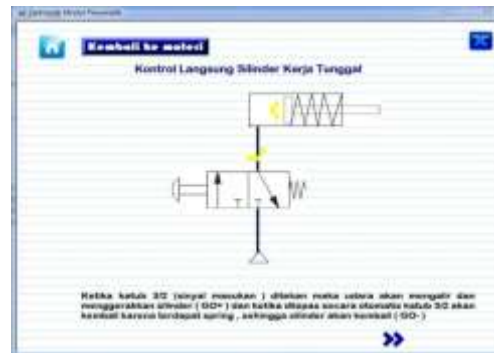 Kembali ke materi
Kontrol Langsung Silinder Kerja Tunggal
Ketika katub 3/2 (sinyal masukan ) ditekan maka udara akan mengalir dan
menggerakkan silinder ( GO+ ) dan ketika dilepas secara otomatis katub 3/2 akan
kembali karena terdapat spring , sehingga silinder akan kembali ( GO- )